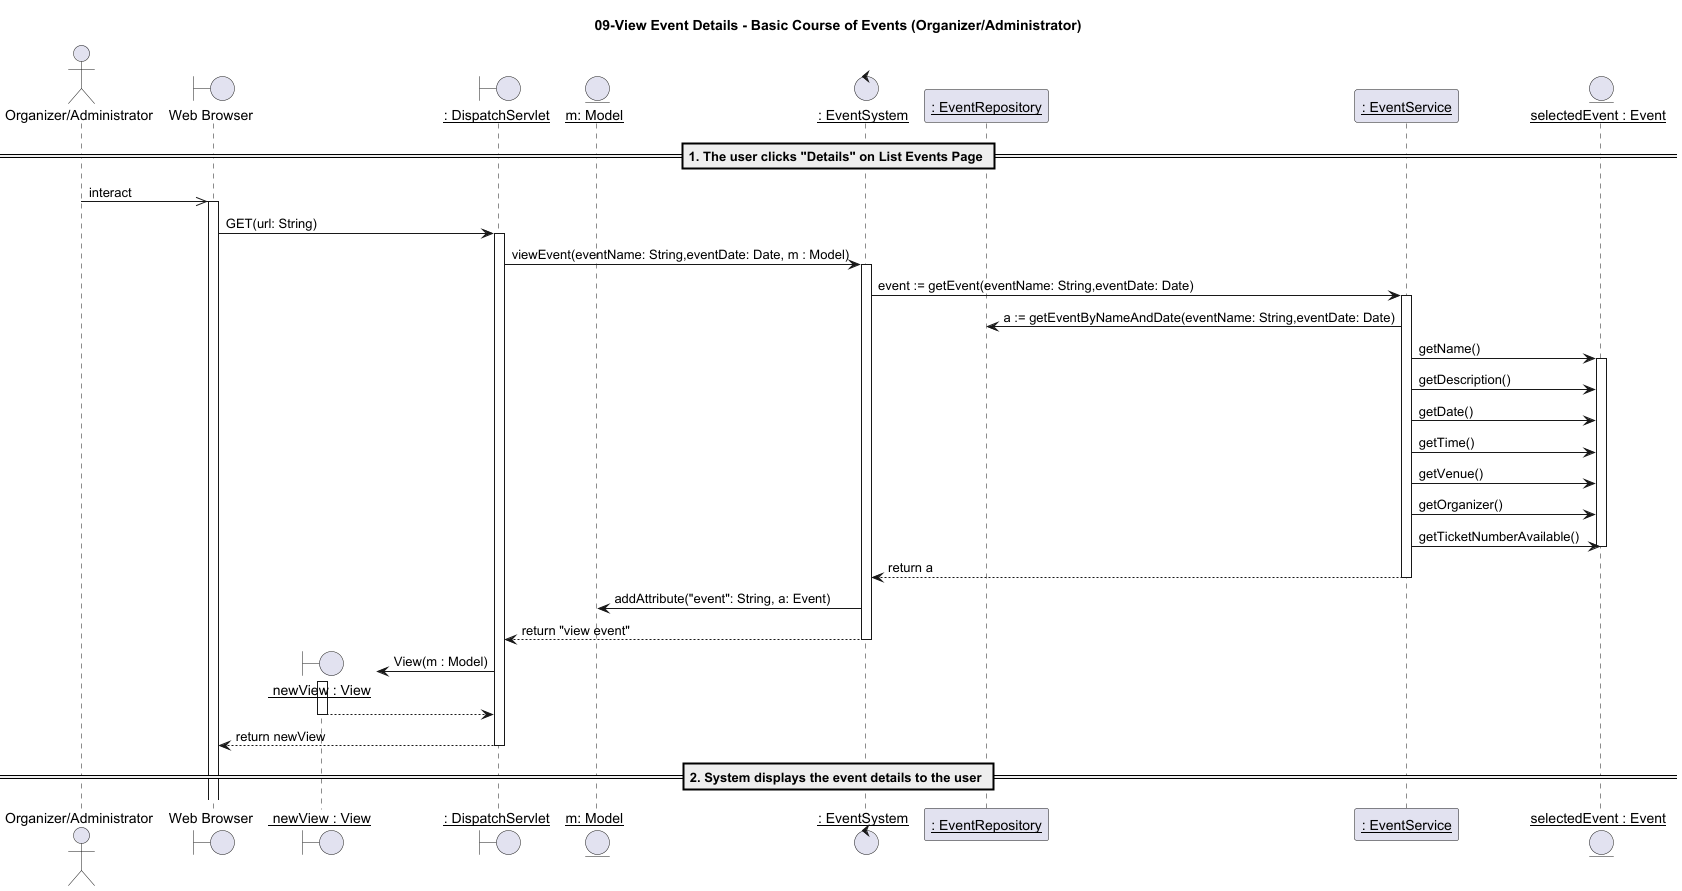 09-View Event Details - Basic Course of Events (Organizer/Administrator)
Organizer/Administrator
Web Browser
: DispatchServlet
m: Model
: EventSystem
: EventRepository
: EventService
selectedEvent : Event
1. The user clicks "Details" on List Events Page
interact
GET(url: String)
viewEvent(eventName: String,eventDate: Date, m : Model)
event := getEvent(eventName: String,eventDate: Date)
a := getEventByNameAndDate(eventName: String,eventDate: Date)
getName()
getDescription()
getDate()
getTime()
getVenue()
getOrganizer()
getTicketNumberAvailable()
return a
addAttribute("event": String, a: Event)
return "view event"
View(m : Model)
newView : View
return newView
2. System displays the event details to the user
Organizer/Administrator
Web Browser
newView : View
: DispatchServlet
m: Model
: EventSystem
: EventRepository
: EventService
selectedEvent : Event